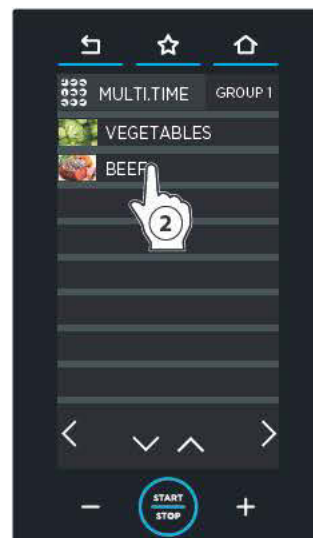 MULTI.TIME GROUP 1
VEGETABLES
BEEF
2
START
STOP